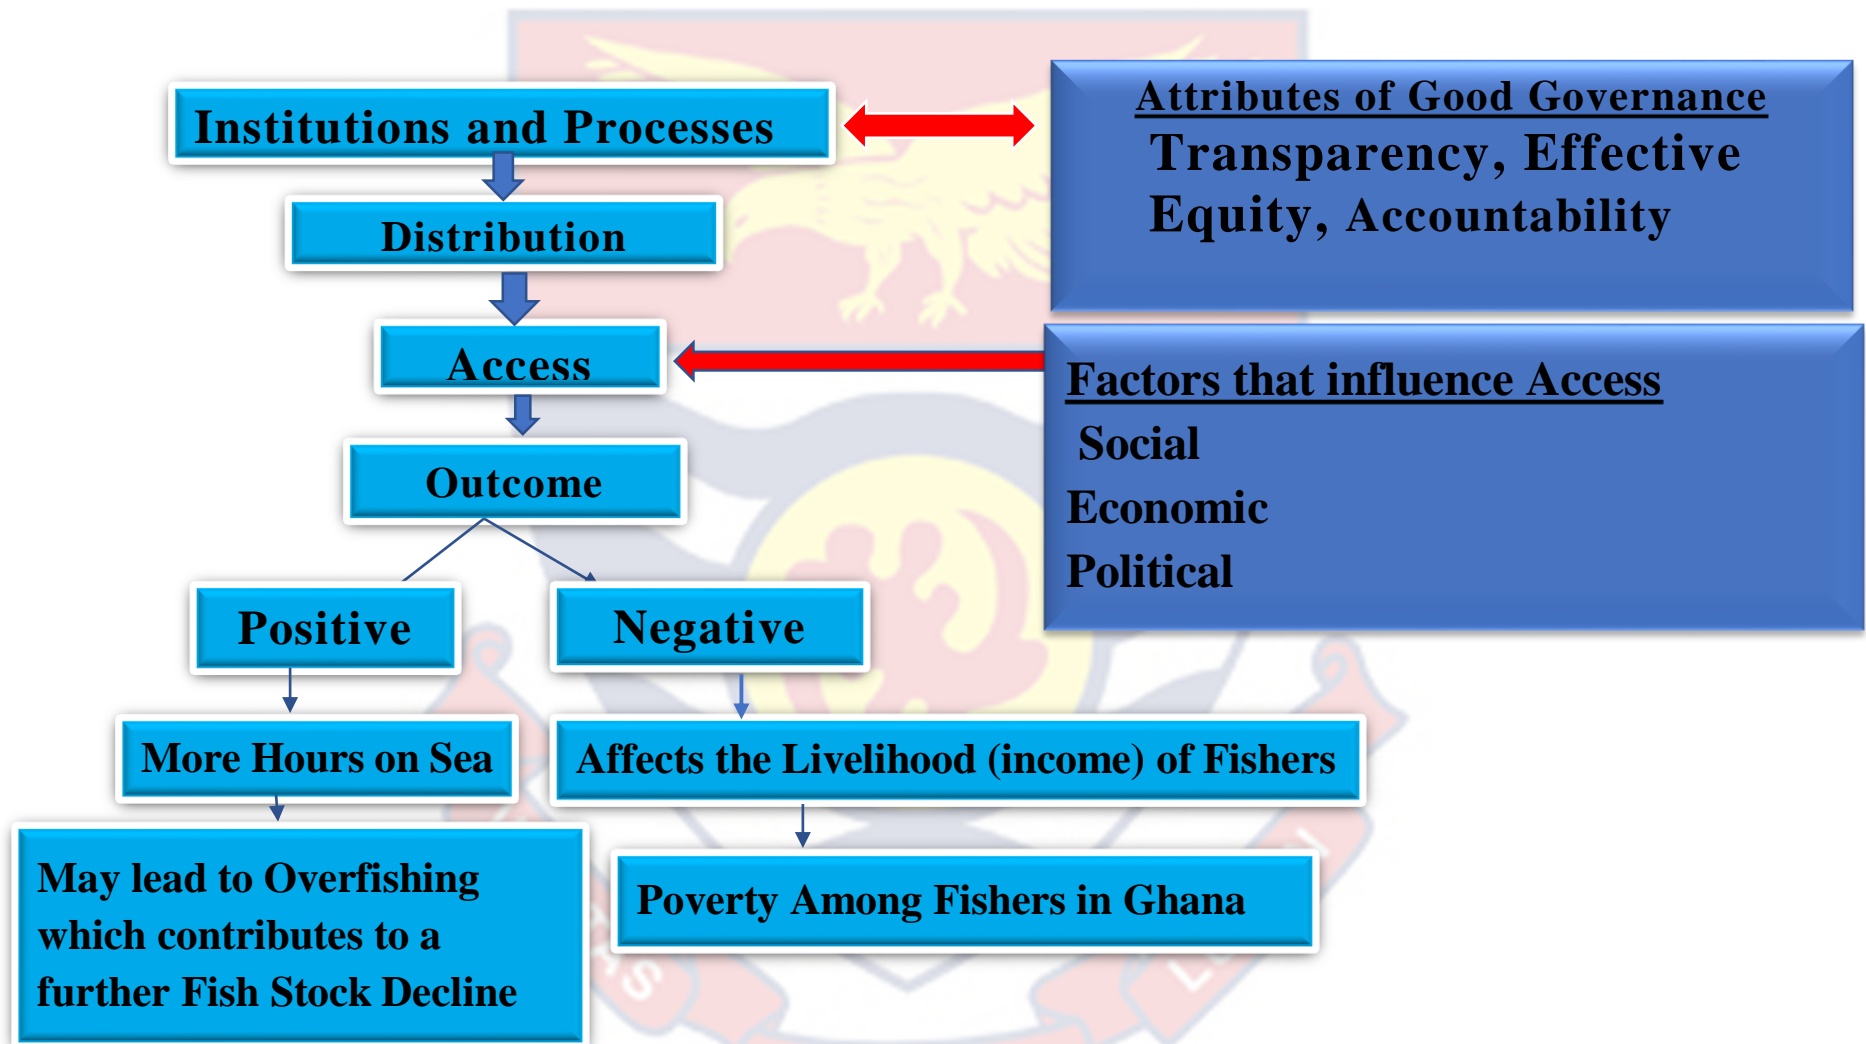 Institutions and Processes
Attributes of Good Governance
Transparency, Effective
Equity, Accountability
Distribution
Access
Factors that influence Access
Social
Economic
Political
Outcome
Positive
Negative
More Hours on Sea
Affects the Livelihood (income) of Fishers
May lead to Overfishing
which contributes to a
further Fish Stock Decline
Poverty Among Fishers in Ghana